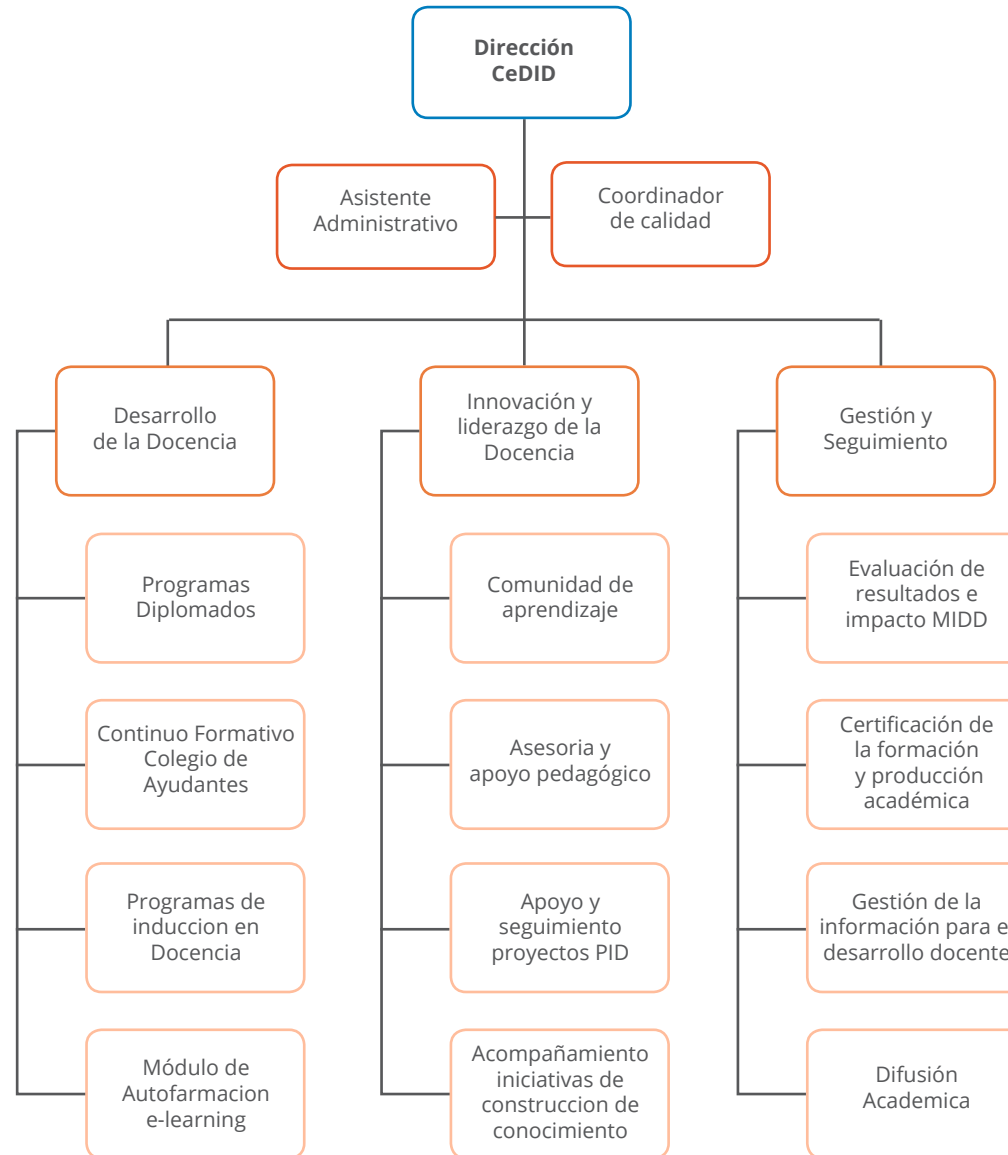 Dirección
CeDID
Asistente
Administrativo
Coordinador
de calidad
Desarrollo
de la Docencia
Innovación y
liderazgo de la
Docencia
Gestión y
Seguimiento
Programas
Diplomados
Comunidad de
aprendizaje
Evaluación de
resultados e
impacto MIDD
Continuo Formativo
Colegio de
Ayudantes
Asesoria y
apoyo pedagógico
Certificación de
la formación
y producción
académica
Programas de
induccion en
Docencia
Apoyo y
seguimiento
proyectos PID
Gestión de la
información para e
desarrollo docente
Módulo de
Autofarmacion
e-learning
Acompañamiento
iniciativas de
construccion de
conocimiento
Difusión
Academica